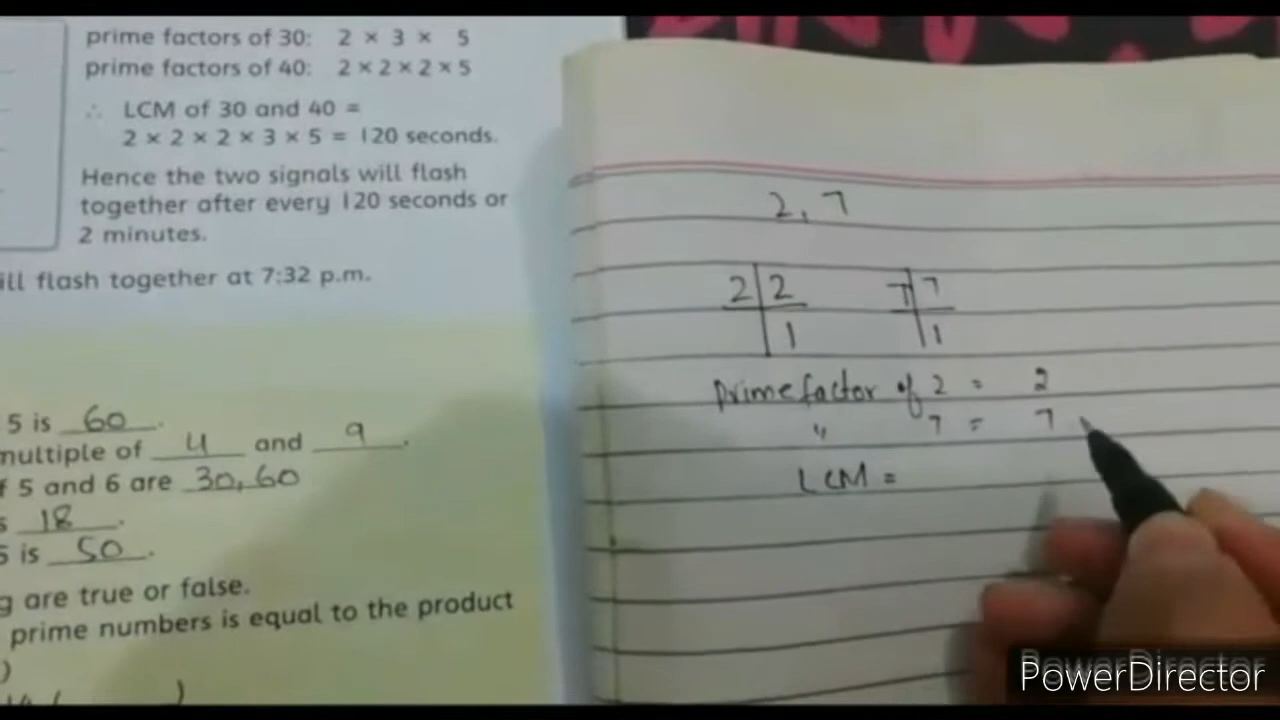 prime factors of 30: 2 × 3 × 5
prime factors of 40: 2 × 2 × 2 × 5
∴ LCM of 30 and 40 =
2 × 2 × 2 × 3 × 5 = 120 seconds.
Hence the two signals will flash
together after every 120 seconds or
2 minutes.
ill flash together at 7:32 p.m.
5 is 60.
multiple of 4 and 9.
f 5 and 6 are 30, 60
s 18.
5 is 50.
g are true or false.
prime numbers is equal to the product
)
2, 7
2 | 2
1
7 | 7
1
Prime factor of 2 = 2
" 7 = 7
LCM =
PowerDirector